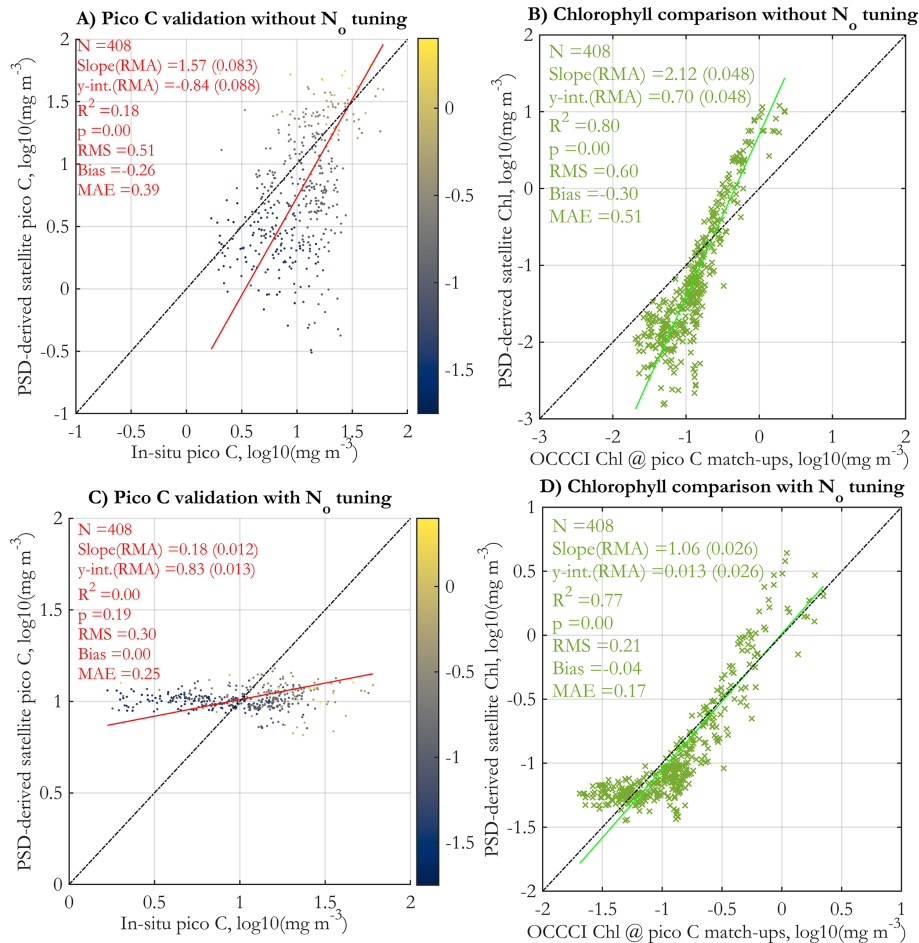 A) Pico C validation without No tuning
N =408
Slope(RMA) =1.57 (0.083)
y-int.(RMA) =-0.84 (0.088)
R2 =0.18
p =0.00
RMS =0.51
Bias =-0.26
MAE =0.39
2
1.5
1
0.5
0
-0.5
-1
-1
-0.5
0
0.5
1
1.5
2
PSD-derived satellite pico C, log10(mg m-3)
In-situ pico C, log10(mg m-3)
0
-0.5
-1
-1.5
B) Chlorophyll comparison without No tuning
N =408
Slope(RMA) =2.12 (0.048)
y-int.(RMA) =0.70 (0.048)
R2 =0.80
p =0.00
RMS =0.60
Bias =-0.30
MAE =0.51
2
1
0
-1
-2
-3
-3
-2
-1
0
1
2
PSD-derived satellite Chl, log10(mg m-3)
OCCCI Chl @ pico C match-ups, log10(mg m-3)
C) Pico C validation with No tuning
N =408
Slope(RMA) =0.18 (0.012)
y-int.(RMA) =0.83 (0.013)
R2 =0.00
p =0.19
RMS =0.30
Bias =0.00
MAE =0.25
2
1.5
1
0.5
0
0
0.5
1
1.5
2
PSD-derived satellite pico C, log10(mg m-3)
In-situ pico C, log10(mg m-3)
0
-0.5
-1
-1.5
D) Chlorophyll comparison with No tuning
N =408
Slope(RMA) =1.06 (0.026)
y-int.(RMA) =0.013 (0.026)
R2 =0.77
p =0.00
RMS =0.21
Bias =-0.04
MAE =0.17
1
0.5
0
-0.5
-1
-1.5
-2
-2
-1.5
-1
-0.5
0
0.5
1
PSD-derived satellite Chl, log10(mg m-3)
OCCCI Chl @ pico C match-ups, log10(mg m-3)